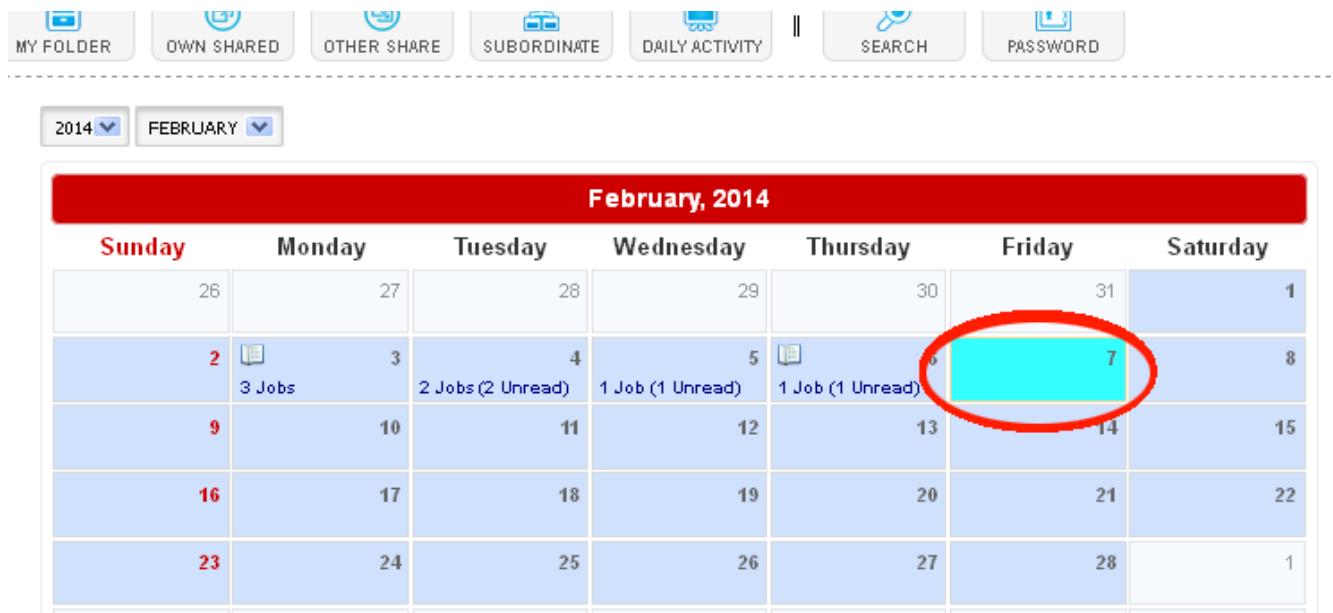 MY FOLDER OWN SHARED OTHER SHARE SUBORDINATE DAILY ACTIVITY || SEARCH PASSWORD
2014 FEBRUARY
February, 2014
Sunday Monday Tuesday Wednesday Thursday Friday Saturday
26 27 28 29 30 31 1
2 3 4 5 6 7 8
3 Jobs 2 Jobs (2 Unread) 1 Job (1 Unread) 1 Job (1 Unread)
9 10 11 12 13 14 15
16 17 18 19 20 21 22
23 24 25 26 27 28 1